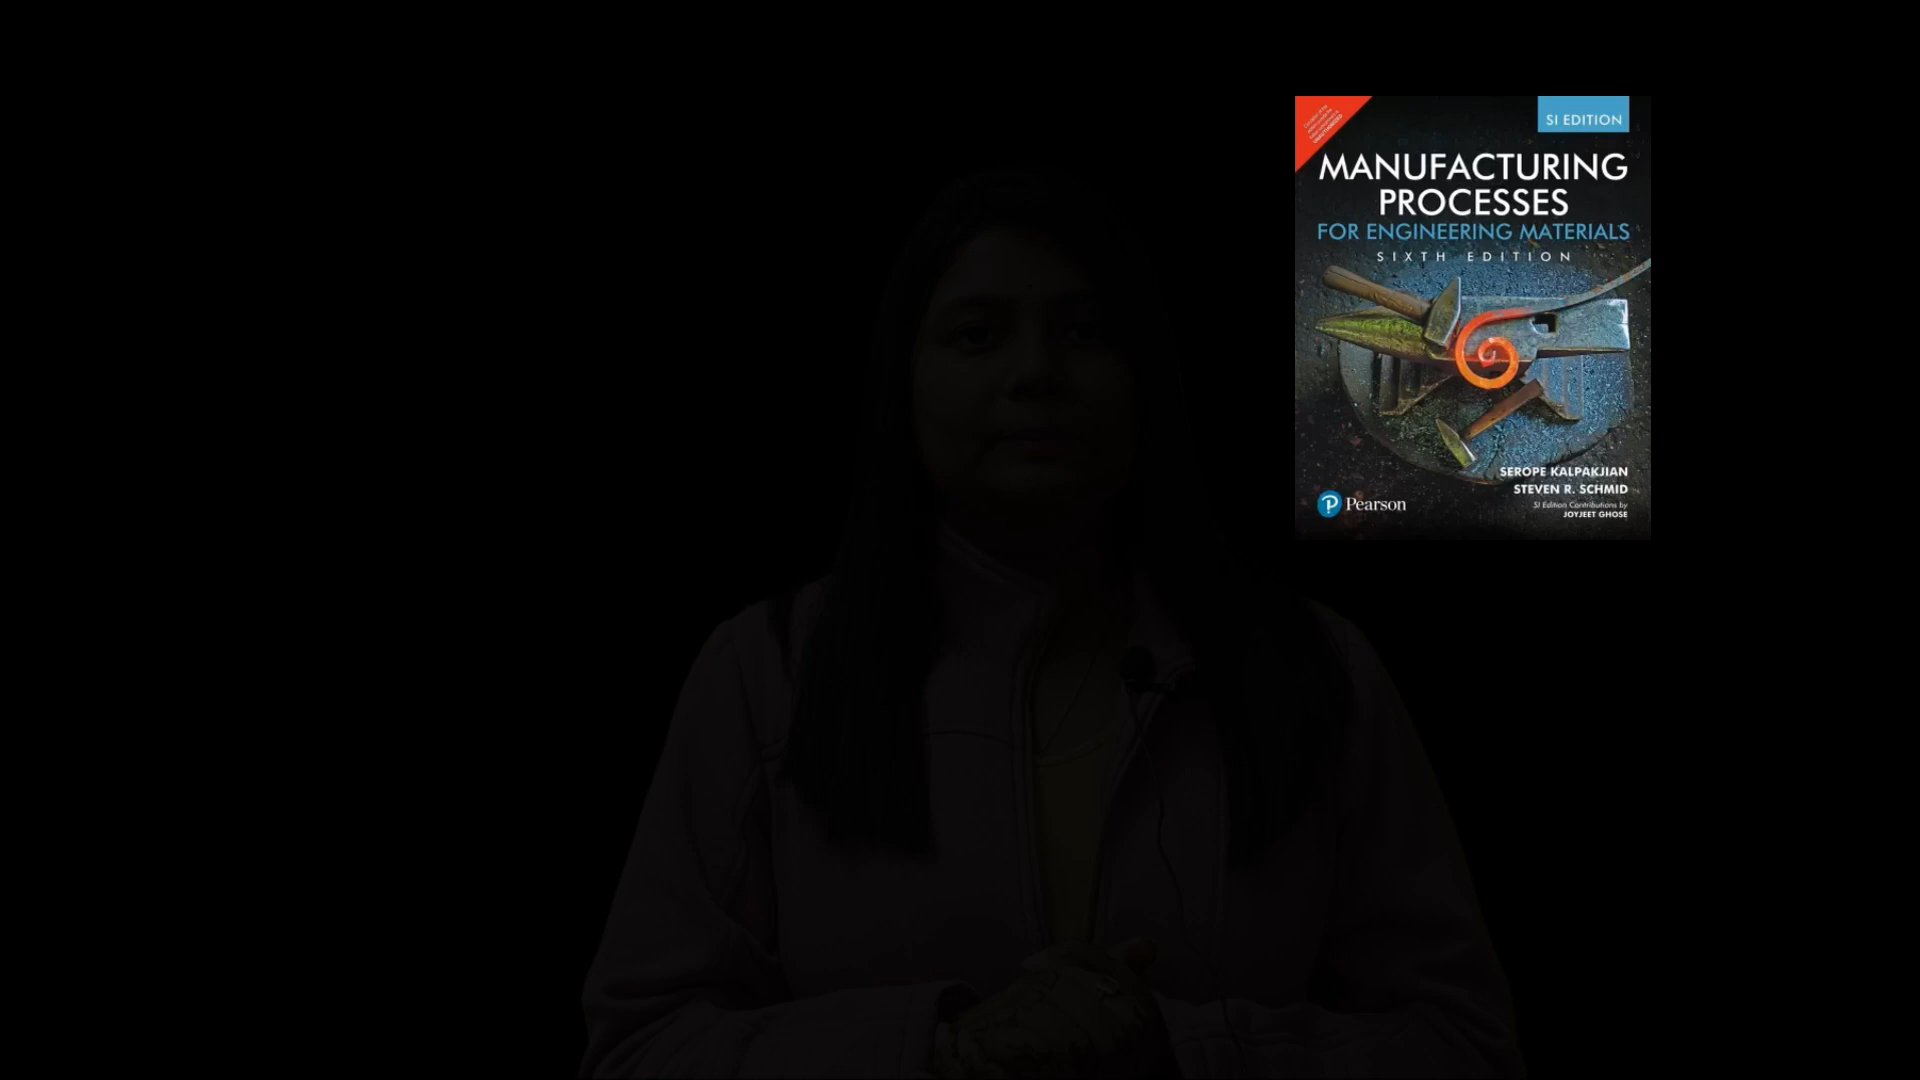 SI EDITION
MANUFACTURING
PROCESSES
FOR ENGINEERING MATERIALS
SIXTH EDITION
SEROPE KALPAKJIAN
STEVEN R. SCHMID
SI Edition Contributions by
JOYJEET GHOSE
Pearson